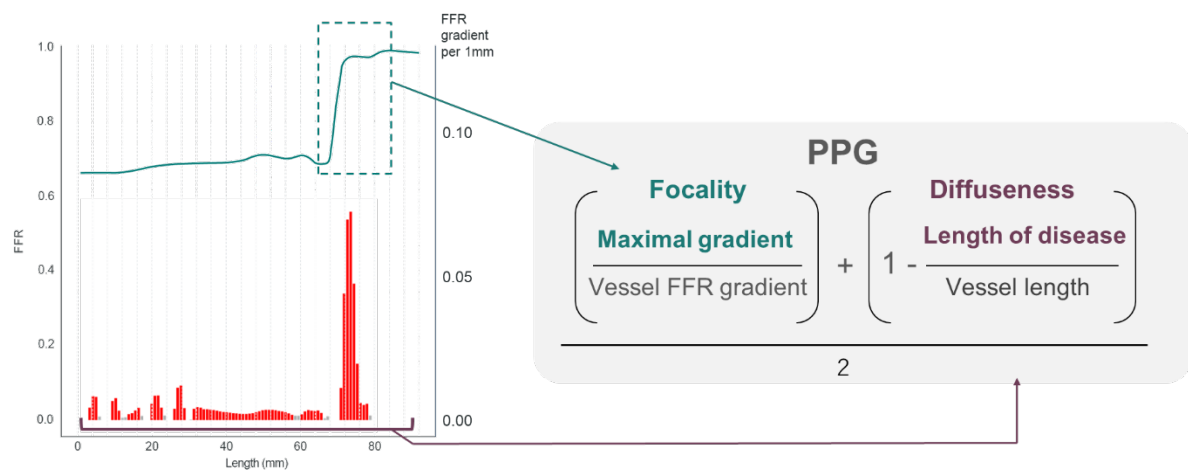 FFR
gradient
per 1mm
1.0
0.8
0.6
0.4
0.2
0.0
FFR
0.10
0.05
0.00
0
20
40
60
80
Length (mm)
PPG
Focality
Maximal gradient
Vessel FFR gradient
+
Diffuseness
1 -
Length of disease
Vessel length
2